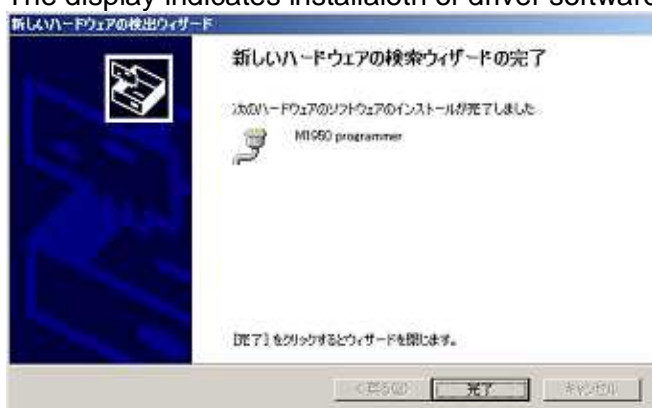 The display indicates installaioth of driver software
新しいハードウェアの検出ウィザード
新しいハードウェアの検索ウィザードの完了
次のハードウェアのソフトウェアのインストールが完了しました
M1950 programmer
[完了] をクリックするとウィザードを閉じます。
< 戻る(B)
完了
キャンセル